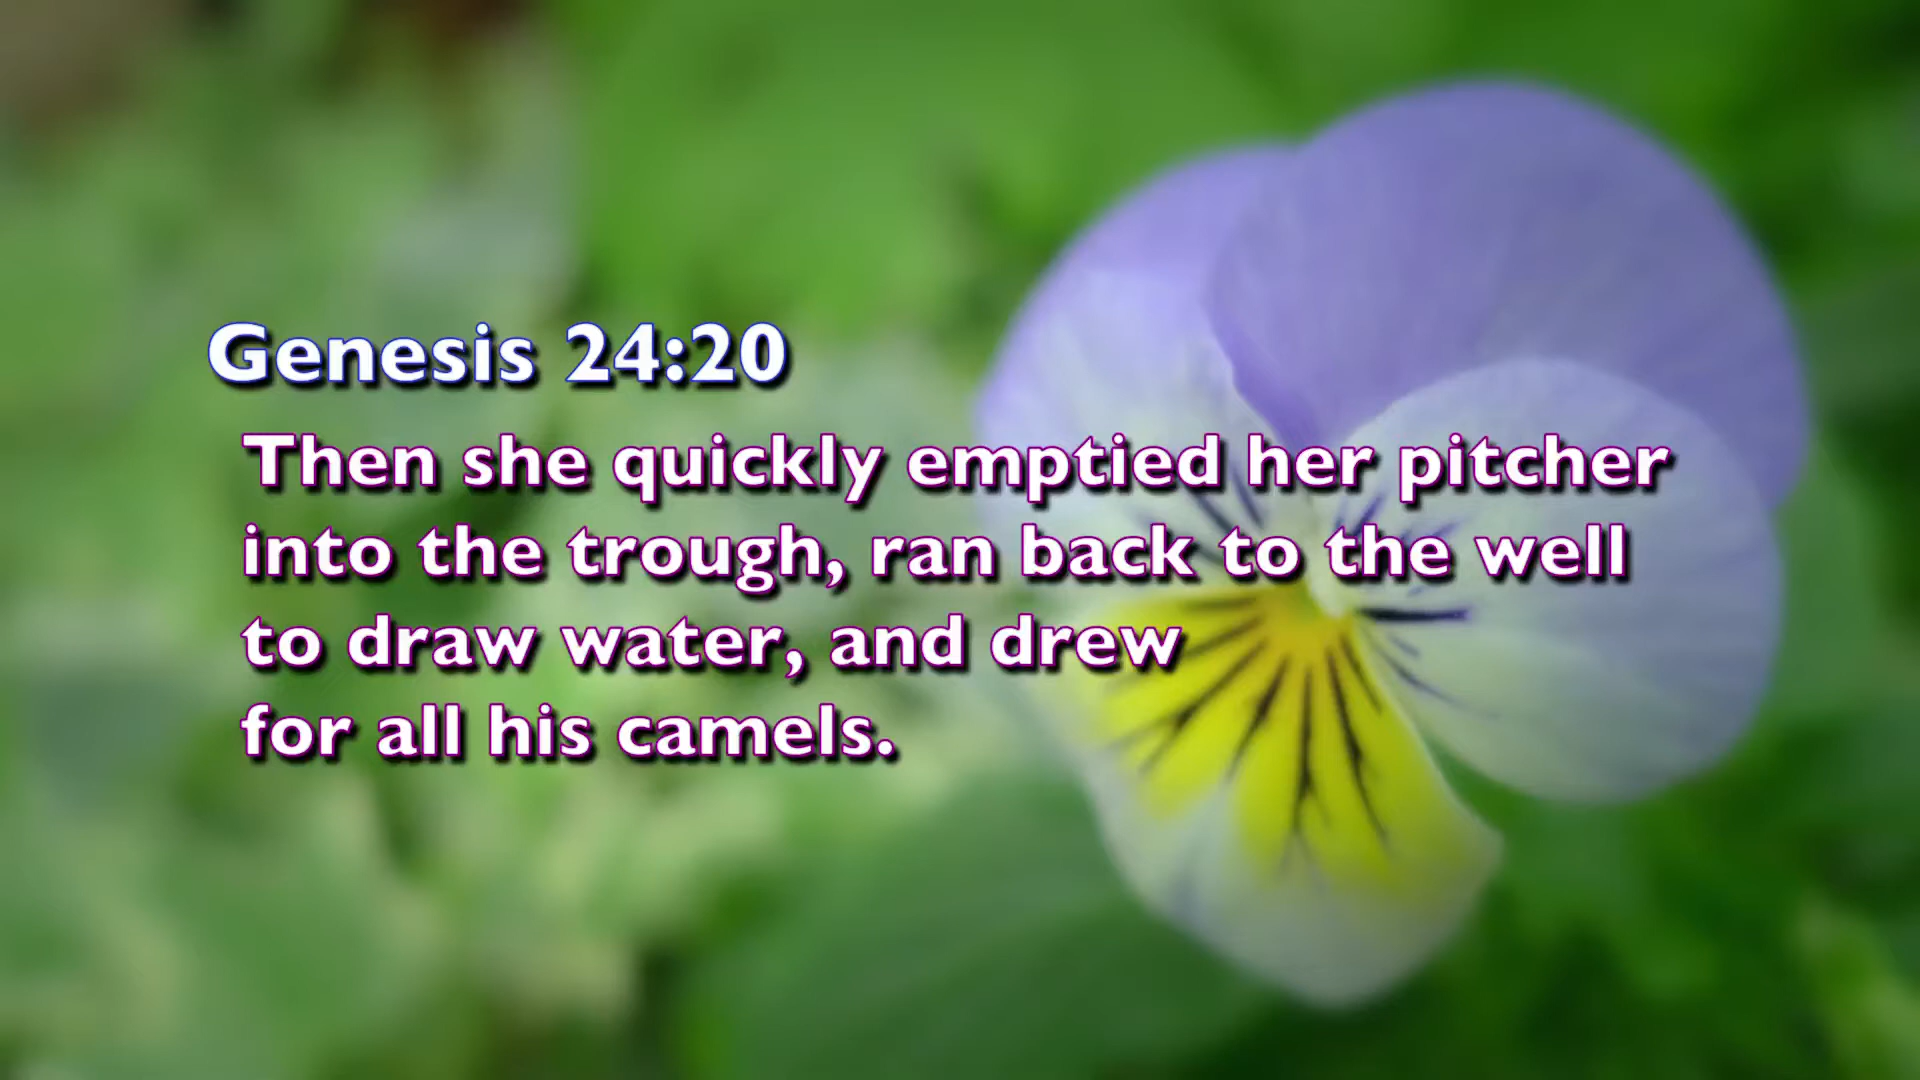 Genesis 24:20
Then she quickly emptied her pitcher
into the trough, ran back to the well
to draw water, and drew
for all his camels.